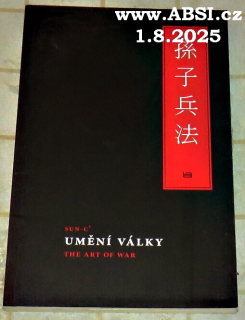 www.ABSI.cz
1.8.2025
孫子兵法
SUN-C'
UMĚNÍ VÁLKY
THE ART OF WAR